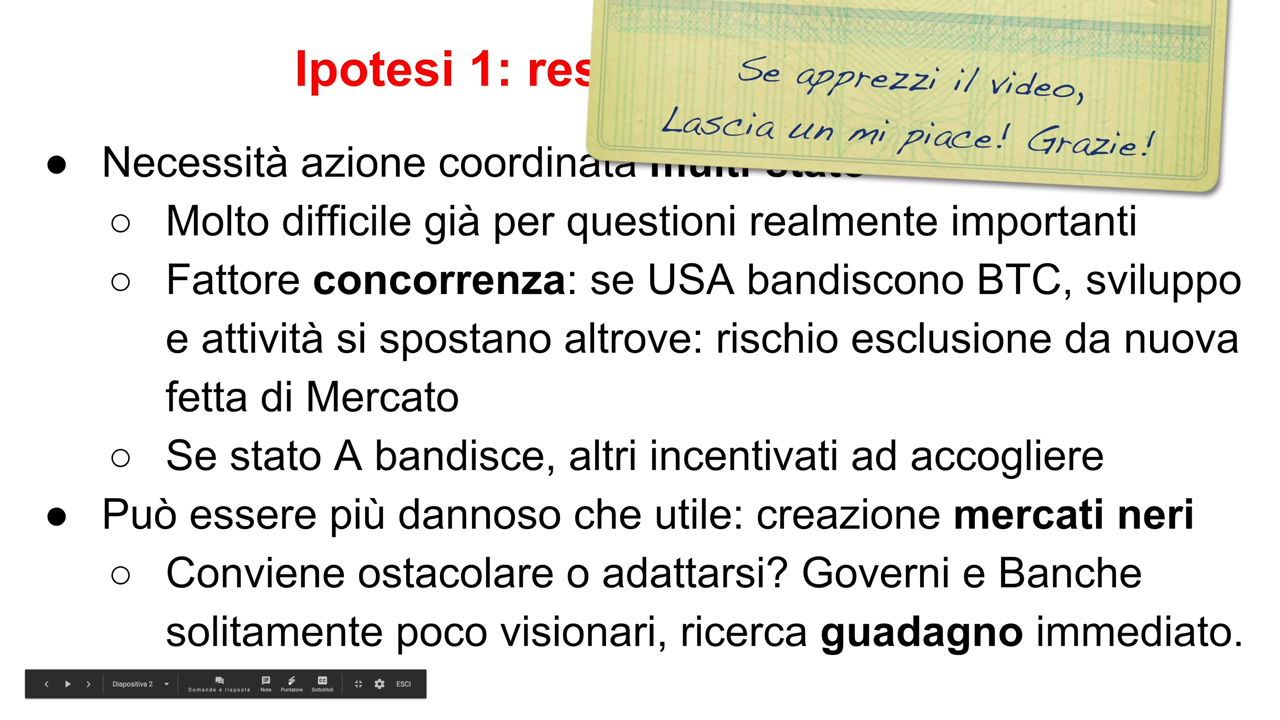 Ipotesi 1:
Se apprezzi il video,
Lascia un mi piace! Grazie!
● Necessità azione coordinata multi-stato
○ Molto difficile già per questioni realmente importanti
○ Fattore concorrenza: se USA bandiscono BTC, sviluppo
e attività si spostano altrove: rischio esclusione da nuova
fetta di Mercato
○ Se stato A bandisce, altri incentivati ad accogliere
● Può essere più dannoso che utile: creazione mercati neri
○ Conviene ostacolare o adattarsi? Governi e Banche
solitamente poco visionari, ricerca guadagno immediato.
Diapositiva 2 Domande e risposte Note Puntatore Sottotitoli ESCI